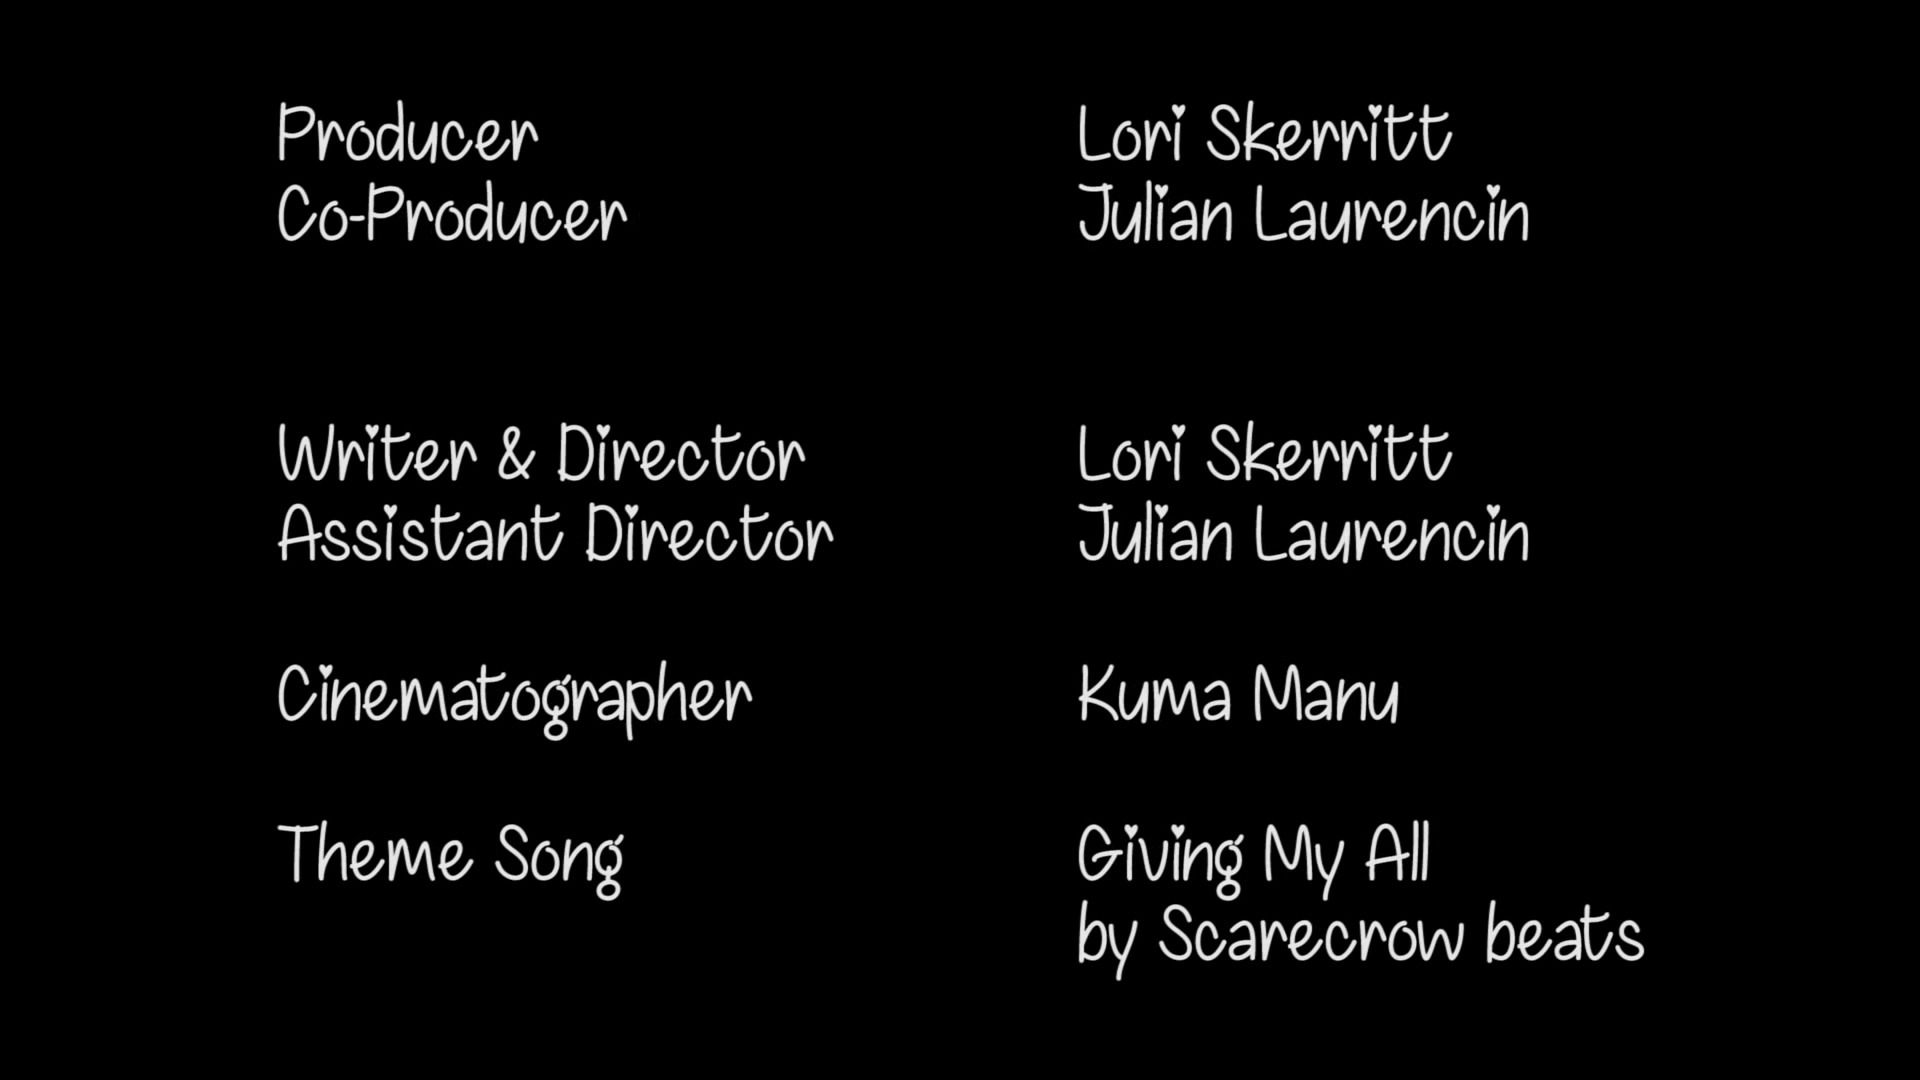 Producer Lori Skerritt
Co-Producer Julian Laurencin
Writer & Director Lori Skerritt
Assistant Director Julian Laurencin
Cinematographer Kuma Manu
Theme Song Giving My All
by Scarecrow beats